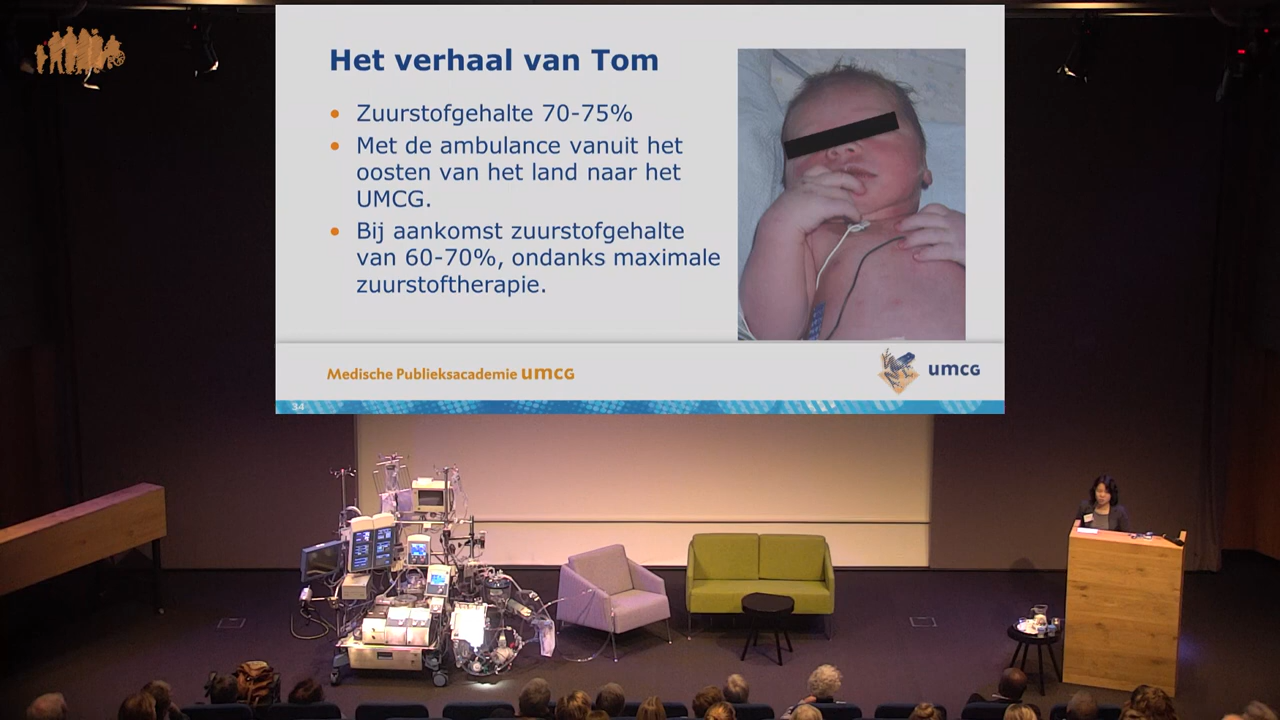 Het verhaal van Tom
Zuurstofgehalte 70-75%
Met de ambulance vanuit het
oosten van het land naar het
UMCG.
Bij aankomst zuurstofgehalte
van 60-70%, ondanks maximale
zuurstoftherapie.
Medische Publieksacademie umcg
umcg
34